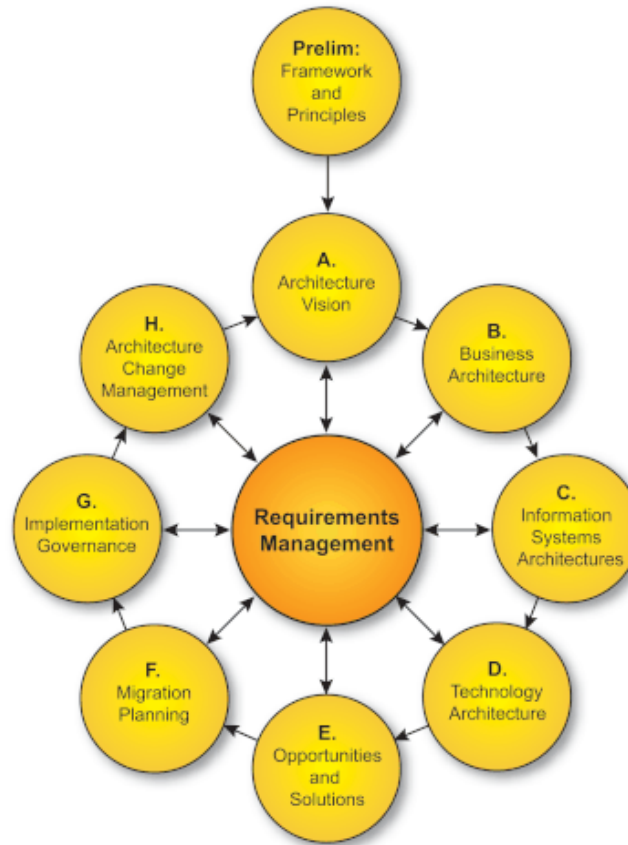 Prelim:
Framework
and
Principles
A.
Architecture
Vision
B.
Business
Architecture
C.
Information
Systems
Architectures
D.
Technology
Architecture
E.
Opportunities
and
Solutions
F.
Migration
Planning
G.
Implementation
Governance
H.
Architecture
Change
Management
Requirements
Management